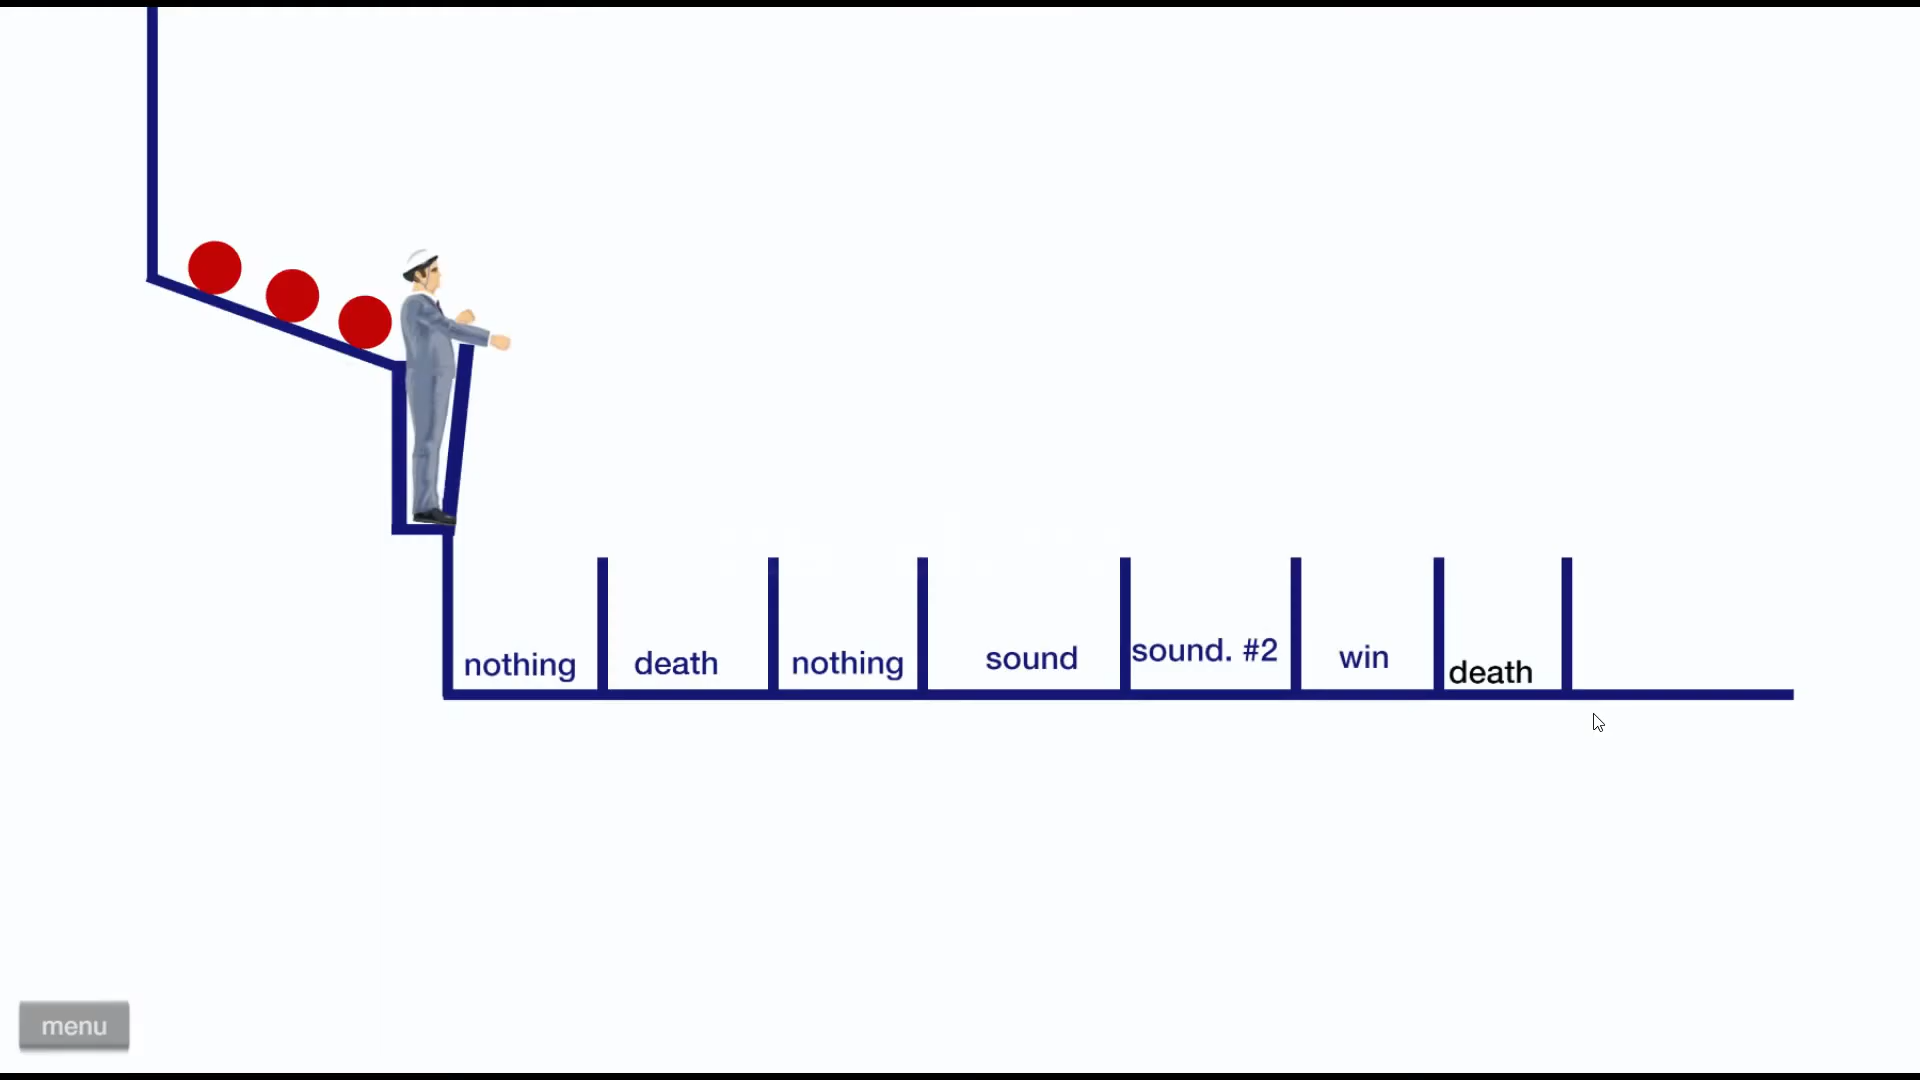 nothing
death
nothing
sound
sound. #2
win
death
menu